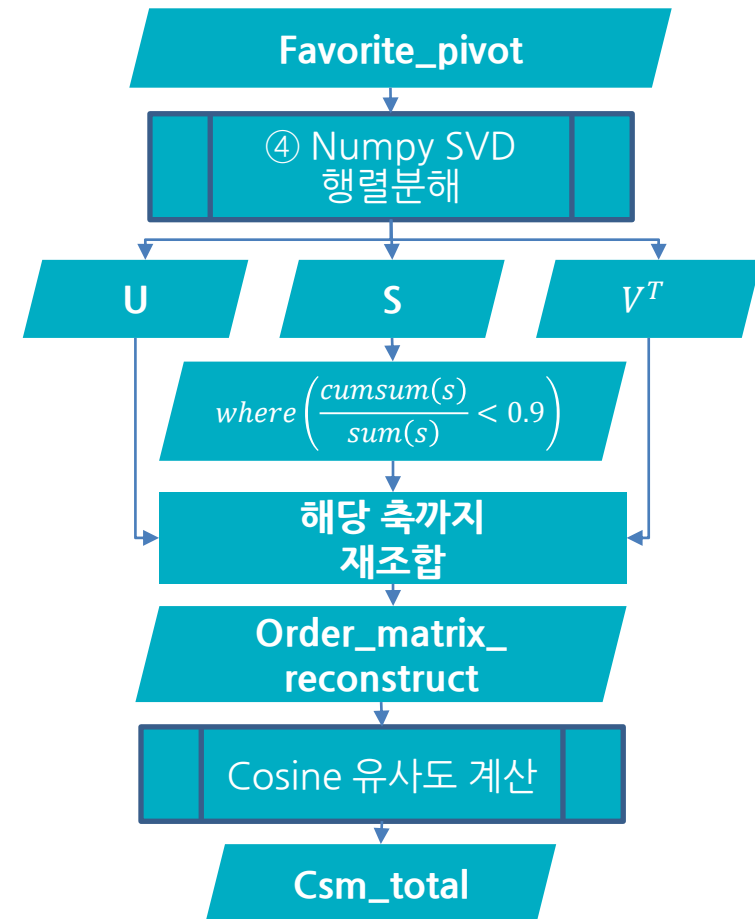 Favorite_pivot
④ Numpy SVD
행렬분해
U
S
V^T
where(cumsum(s)/sum(s) < 0.9)
해당 축까지
재조합
Order_matrix_
reconstruct
Cosine 유사도 계산
Csm_total